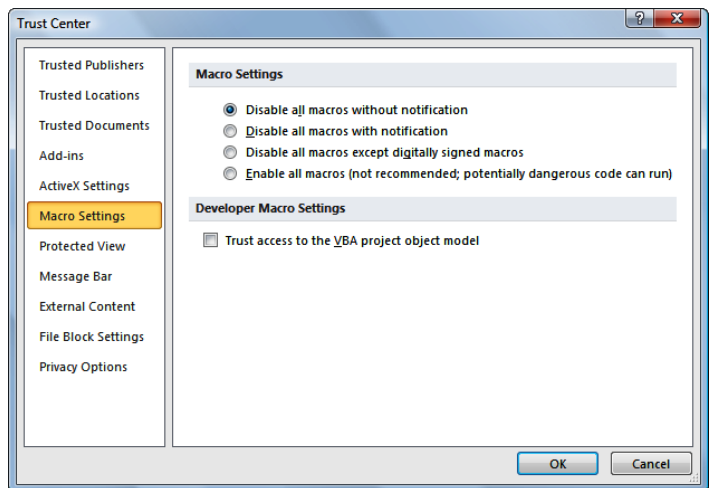 Trust Center
Trusted Publishers
Trusted Locations
Trusted Documents
Add-ins
ActiveX Settings
Macro Settings
Protected View
Message Bar
External Content
File Block Settings
Privacy Options
Macro Settings
Disable all macros without notification
Disable all macros with notification
Disable all macros except digitally signed macros
Enable all macros (not recommended; potentially dangerous code can run)
Developer Macro Settings
Trust access to the VBA project object model
OK
Cancel